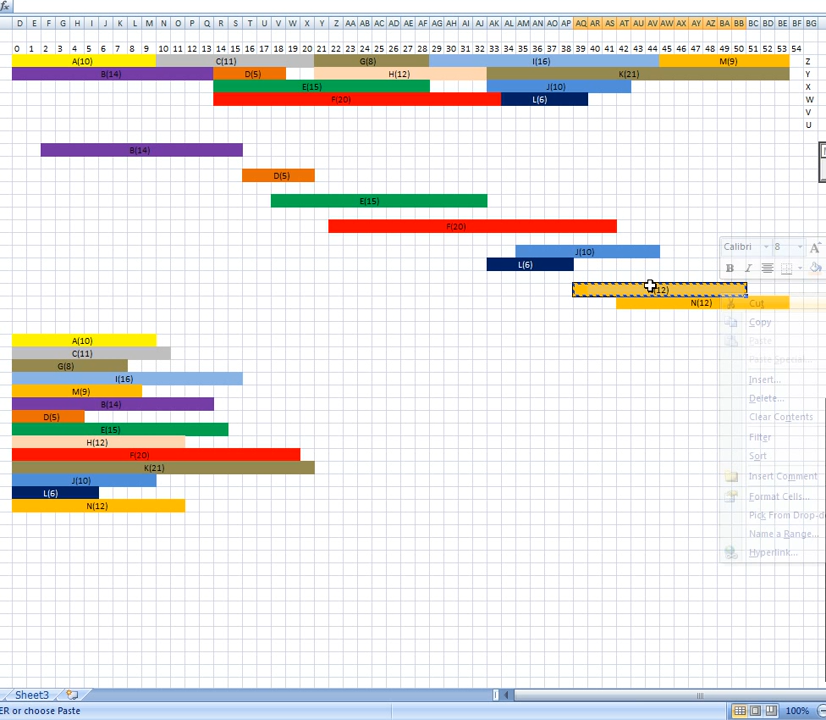 D E F G H I J K L M N O P Q R S T U V W X Y Z AA AB AC AD AE AF AG AH AI AJ AK AL AM AN AO AP AQ AR AS AT AU AV AW AX AY AZ BA BB BC BD BE BF BG
0 1 2 3 4 5 6 7 8 9 10 11 12 13 14 15 16 17 18 19 20 21 22 23 24 25 26 27 28 29 30 31 32 33 34 35 36 37 38 39 40 41 42 43 44 45 46 47 48 49 50 51 52 53 54
A(10) C(11) G(8) I(16) M(9) Z
B(14) D(5) H(12) K(21) Y
E(15) J(10) X
F(20) L(6) W
V
U
B(14)
D(5)
E(15)
F(20)
J(10)
L(6)
N(12)
A(10)
C(11)
G(8)
I(16)
M(9)
B(14)
D(5)
E(15)
H(12)
F(20)
K(21)
J(10)
L(6)
N(12)
Calibri 8 A
B I
Cut
Copy
Paste
Paste Special...
Insert...
Delete...
Clear Contents
Filter
Sort
Insert Comment
Format Cells...
Pick From Drop-d
Name a Range...
Hyperlink...
Sheet3
ER or choose Paste 100%